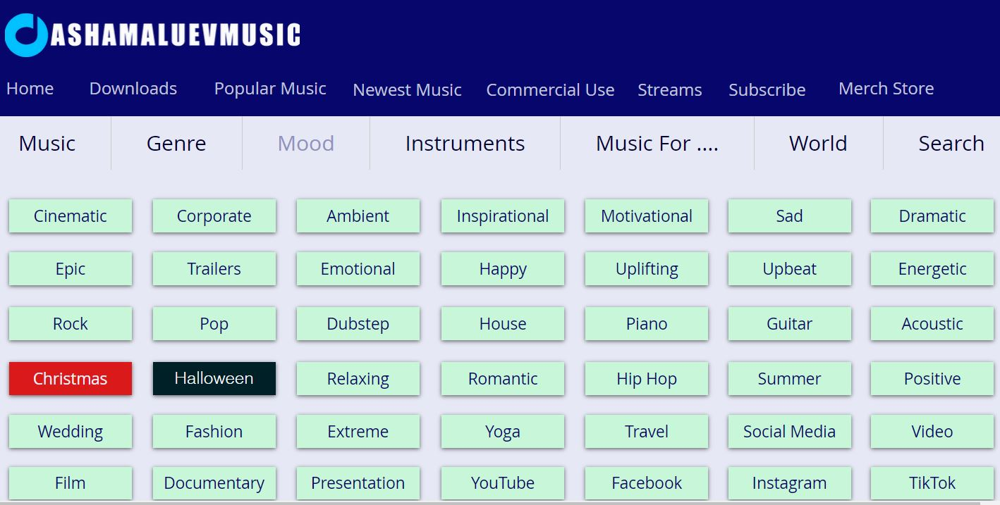 ASHAMALUEVMUSIC
Home Downloads Popular Music Newest Music Commercial Use Streams Subscribe Merch Store
Music Genre Mood Instruments Music For .... World Search
Cinematic Corporate Ambient Inspirational Motivational Sad Dramatic
Epic Trailers Emotional Happy Uplifting Upbeat Energetic
Rock Pop Dubstep House Piano Guitar Acoustic
Christmas Halloween Relaxing Romantic Hip Hop Summer Positive
Wedding Fashion Extreme Yoga Travel Social Media Video
Film Documentary Presentation YouTube Facebook Instagram TikTok